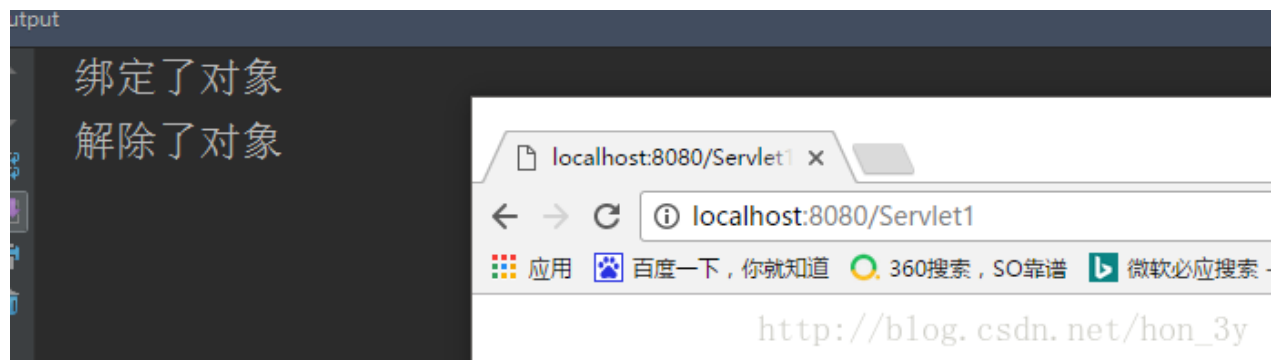 utput
绑定了对象
解除了对象
localhost:8080/Servlet1
localhost:8080/Servlet1
应用 百度一下，你就知道 360搜索，SO靠谱 微软必应搜索 -
http://blog.csdn.net/hon_3y